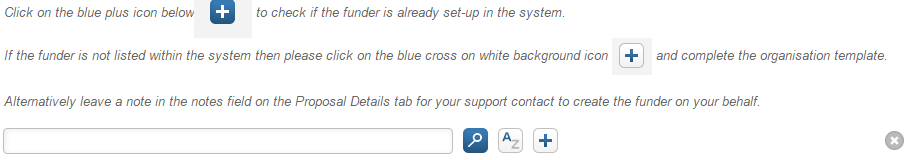 Click on the blue plus icon below to check if the funder is already set-up in the system.
If the funder is not listed within the system then please click on the blue cross on white background icon and complete the organisation template.
Alternatively leave a note in the notes field on the Proposal Details tab for your support contact to create the funder on your behalf.
AZ